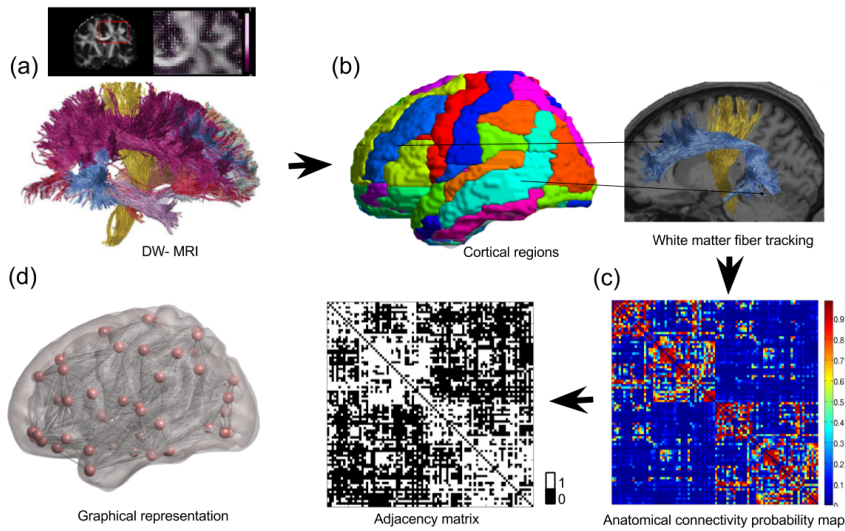 (a)
(b)
DW- MRI
Cortical regions
White matter fiber tracking
(d)
(c)
0.9
0.8
0.7
0.6
0.5
0.4
0.3
0.2
0.1
0
1
0
Graphical representation
Adjacency matrix
Anatomical connectivity probability map